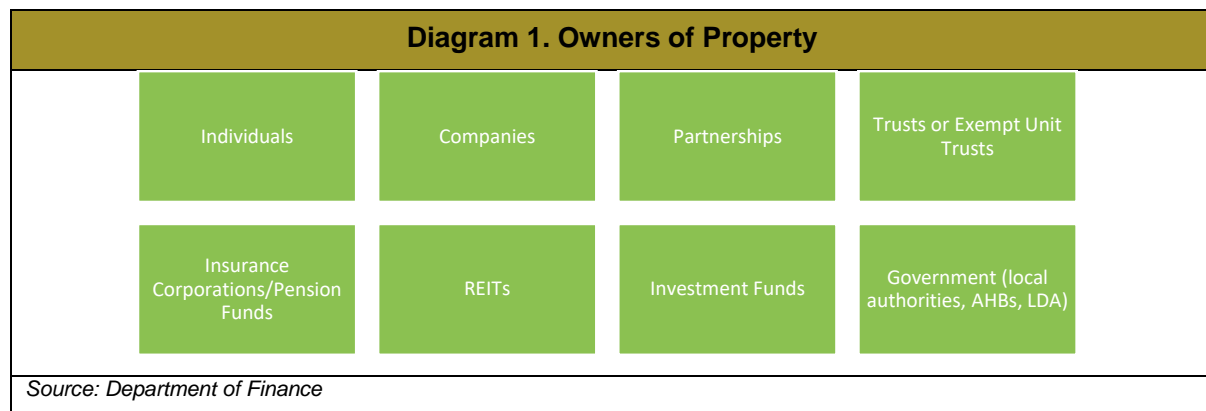 Diagram 1. Owners of Property
Individuals
Companies
Partnerships
Trusts or Exempt Unit
Trusts
Insurance
Corporations/Pension
Funds
REITs
Investment Funds
Government (local
authorities, AHBs, LDA)
Source: Department of Finance